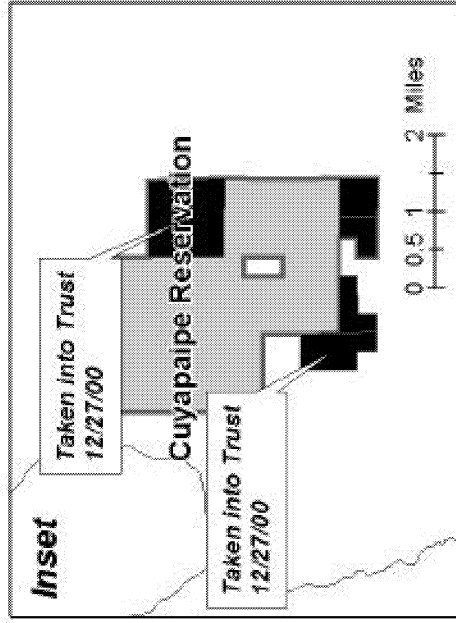 Inset
Taken into Trust
12/27/00
Cuyapaipe Reservation
Taken into Trust
12/27/00
0 0.5 1 2 Miles